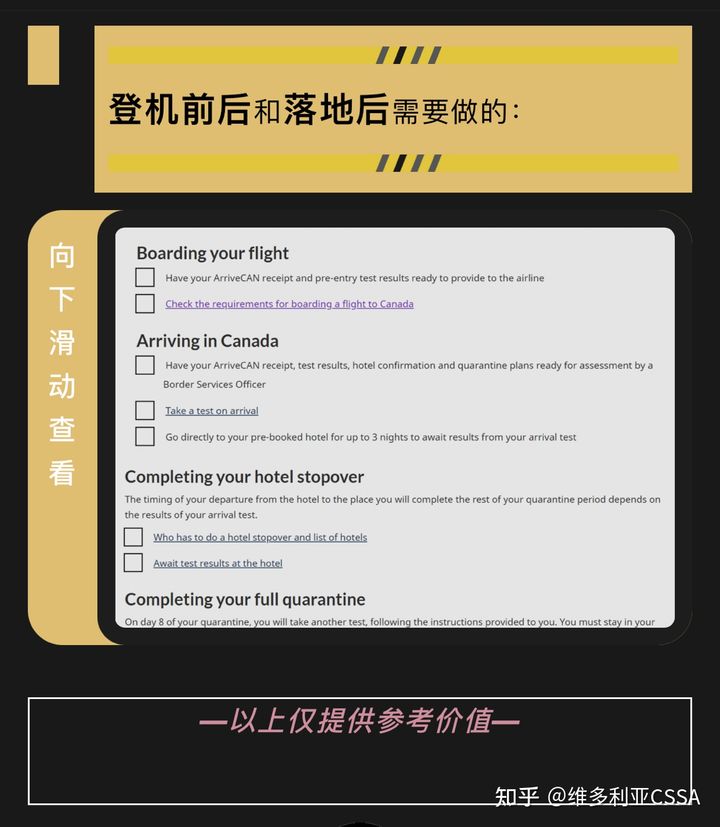 登机前后和落地后需要做的：
向下滑动查看
Boarding your flight
Have your ArriveCAN receipt and pre-entry test results ready to provide to the airline
Check the requirements for boarding a flight to Canada
Arriving in Canada
Have your ArriveCAN receipt, test results, hotel confirmation and quarantine plans ready for assessment by a
Border Services Officer
Take a test on arrival
Go directly to your pre-booked hotel for up to 3 nights to await results from your arrival test
Completing your hotel stopover
The timing of your departure from the hotel to the place you will complete the rest of your quarantine period depends on
the results of your arrival test.
Who has to do a hotel stopover and list of hotels
Await test results at the hotel
Completing your full quarantine
On day 8 of your quarantine, you will take another test, following the instructions provided to you. You must stay in your
—以上仅提供参考价值—
知乎 @维多利亚CSSA